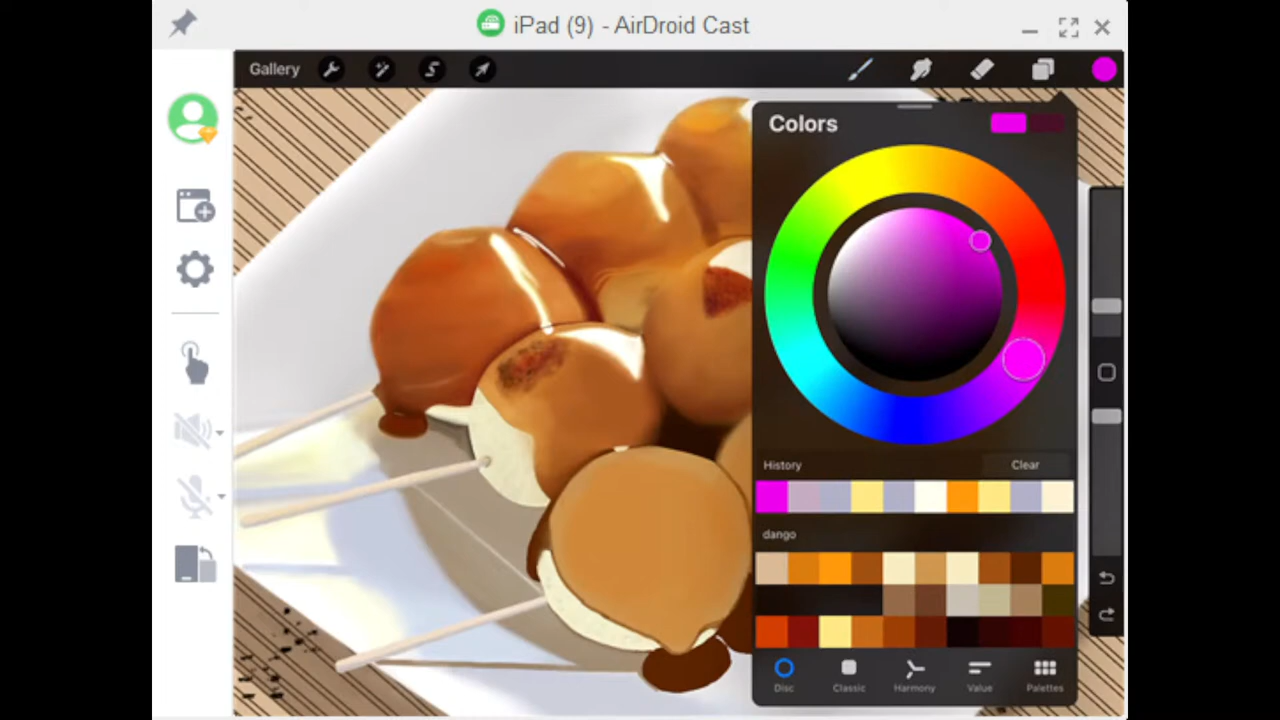 iPad (9) - AirDroid Cast
Gallery
Colors
History
Clear
dango
Disc
Classic
Harmony
Value
Palettes